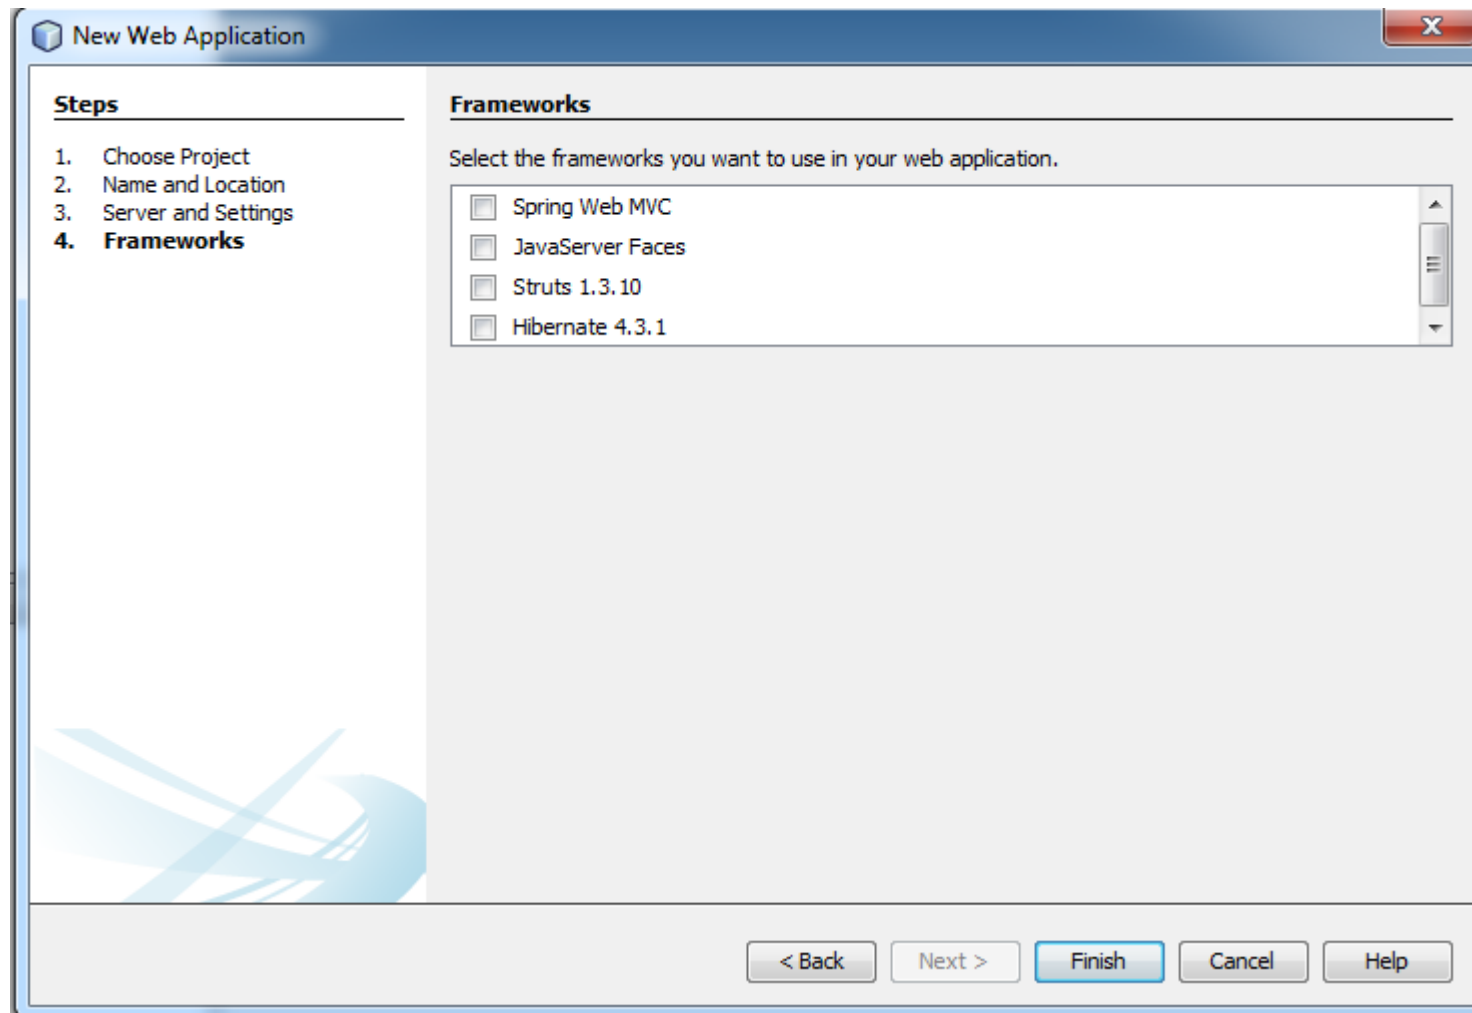 New Web Application
Steps
1. Choose Project
2. Name and Location
3. Server and Settings
4. Frameworks
Frameworks
Select the frameworks you want to use in your web application.
Spring Web MVC
JavaServer Faces
Struts 1.3.10
Hibernate 4.3.1
< Back Next > Finish Cancel Help